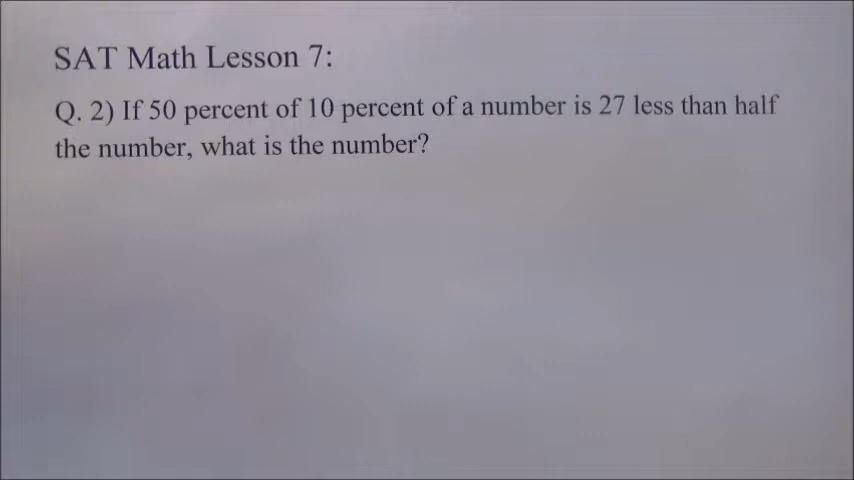 SAT Math Lesson 7:
Q. 2) If 50 percent of 10 percent of a number is 27 less than half
the number, what is the number?